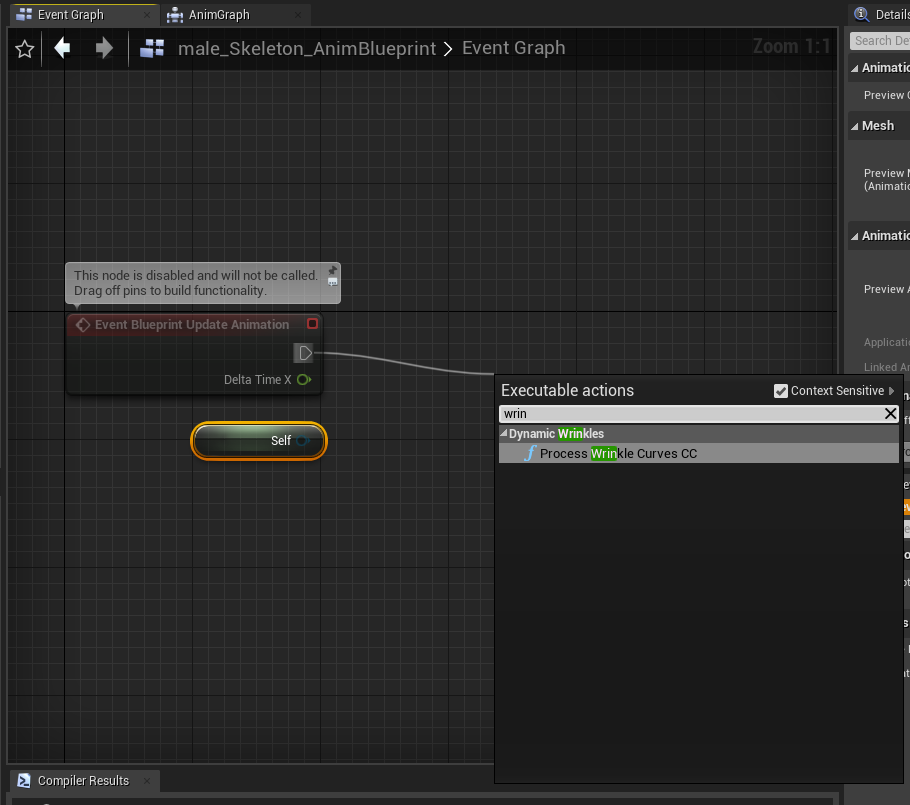 Event Graph
AnimGraph
Details
Search De
male_Skeleton_AnimBlueprint > Event Graph
Zoom 1:1
Animatio
Preview C
Mesh
Preview M
(Animatio
Animatio
Preview A
Applicatio
Linked An
This node is disabled and will not be called.
Drag off pins to build functionality.
Event Blueprint Update Animation
Delta Time X
Self
Executable actions
Context Sensitive
wrin
Dynamic Wrinkles
f Process Wrinkle Curves CC
Compiler Results